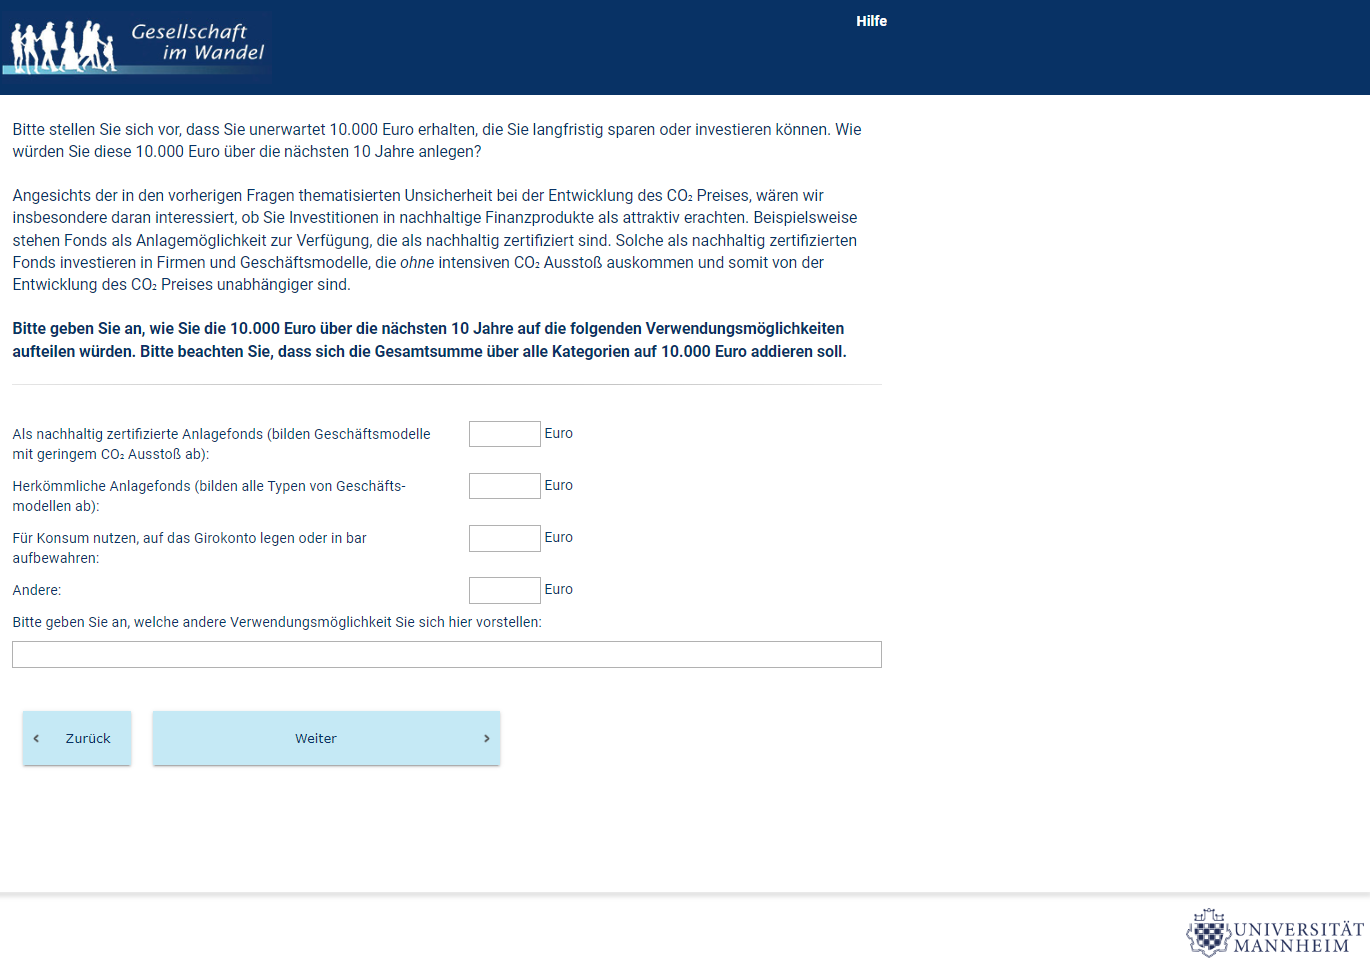 Gesellschaft
im Wandel
Hilfe
Bitte stellen Sie sich vor, dass Sie unerwartet 10.000 Euro erhalten, die Sie langfristig sparen oder investieren können. Wie
würden Sie diese 10.000 Euro über die nächsten 10 Jahre anlegen?
Angesichts der in den vorherigen Fragen thematisierten Unsicherheit bei der Entwicklung des CO₂ Preises, wären wir
insbesondere daran interessiert, ob Sie Investitionen in nachhaltige Finanzprodukte als attraktiv erachten. Beispielsweise
stehen Fonds als Anlagemöglichkeit zur Verfügung, die als nachhaltig zertifiziert sind. Solche als nachhaltig zertifizierten
Fonds investieren in Firmen und Geschäftsmodelle, die ohne intensiven CO₂ Ausstoß auskommen und somit von der
Entwicklung des CO₂ Preises unabhängiger sind.
Bitte geben Sie an, wie Sie die 10.000 Euro über die nächsten 10 Jahre auf die folgenden Verwendungsmöglichkeiten
aufteilen würden. Bitte beachten Sie, dass sich die Gesamtsumme über alle Kategorien auf 10.000 Euro addieren soll.
Als nachhaltig zertifizierte Anlagefonds (bilden Geschäftsmodelle
mit geringem CO₂ Ausstoß ab):
Euro
Herkömmliche Anlagefonds (bilden alle Typen von Geschäfts-
modellen ab):
Euro
Für Konsum nutzen, auf das Girokonto legen oder in bar
aufbewahren:
Euro
Andere:
Euro
Bitte geben Sie an, welche andere Verwendungsmöglichkeit Sie sich hier vorstellen:
Zurück
Weiter
UNIVERSITÄT
MANNHEIM